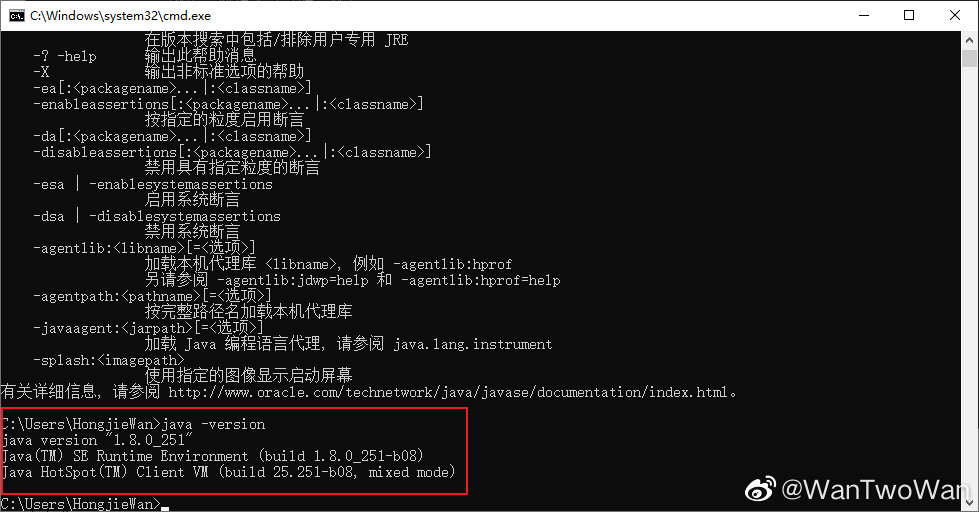 C:\Windows\system32\cmd.exe
在版本搜索中包括/排除用户专用 JRE
-? -help 输出此帮助消息
-X 输出非标准选项的帮助
-ea[:<packagename>...|:<classname>]
-enableassertions[:<packagename>...|:<classname>]
按指定的粒度启用断言
-da[:<packagename>...|:<classname>]
-disableassertions[:<packagename>...|:<classname>]
禁用具有指定粒度的断言
-esa | -enablesystemassertions
启用系统断言
-dsa | -disablesystemassertions
禁用系统断言
-agentlib:<libname>[=<选项>]
加载本机代理库 <libname>, 例如 -agentlib:hprof
另请参阅 -agentlib:jdwp=help 和 -agentlib:hprof=help
-agentpath:<pathname>[=<选项>]
按完整路径名加载本机代理库
-javaagent:<jarpath>[=<选项>]
加载 Java 编程语言代理, 请参阅 java.lang.instrument
-splash:<imagepath>
使用指定的图像显示启动屏幕
有关详细信息, 请参阅 http://www.oracle.com/technetwork/java/javase/documentation/index.html。
C:\Users\HongjieWan>java -version
java version "1.8.0_251"
Java(TM) SE Runtime Environment (build 1.8.0_251-b08)
Java HotSpot(TM) Client VM (build 25.251-b08, mixed mode)
C:\Users\HongjieWan>
@WanTwoWan